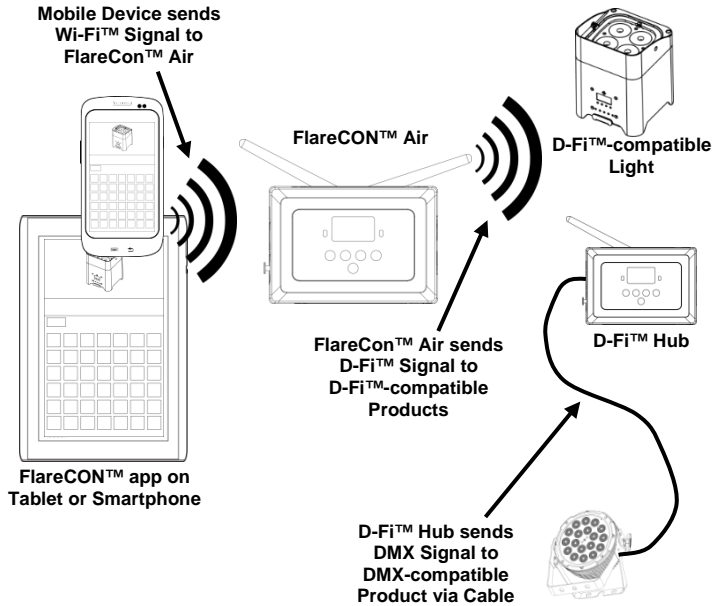 Mobile Device sends
Wi-Fi™ Signal to
FlareCon™ Air
FlareCON™ Air
D-Fi™-compatible
Light
D-Fi™ Hub
FlareCon™ Air sends
D-Fi™ Signal to
D-Fi™-compatible
Products
FlareCON™ app on
Tablet or Smartphone
D-Fi™ Hub sends
DMX Signal to
DMX-compatible
Product via Cable